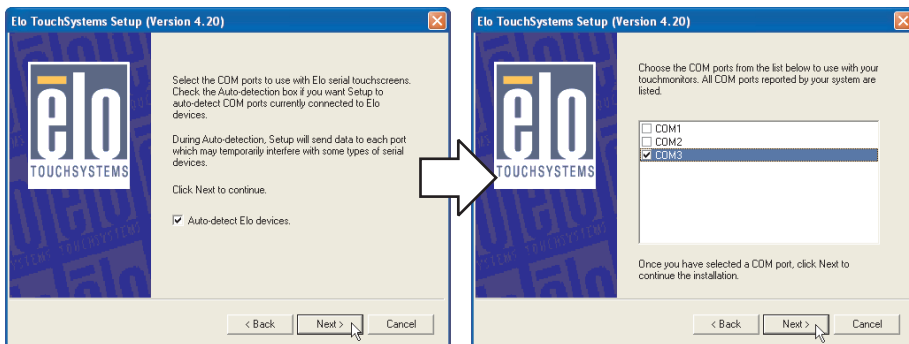 Elo TouchSystems Setup (Version 4.20)
elo
TOUCHSYSTEMS
Select the COM ports to use with Elo serial touchscreens.
Check the Auto-detection box if you want Setup to
auto-detect COM ports currently connected to Elo
devices.
During Auto-detection, Setup will send data to each port
which may temporarily interfere with some types of serial
devices.
Click Next to continue.
Auto-detect Elo devices.
< Back
Next >
Cancel
Elo TouchSystems Setup (Version 4.20)
elo
TOUCHSYSTEMS
Choose the COM ports from the list below to use with your
touchmonitors. All COM ports reported by your system are
listed.
COM1
COM2
COM3
Once you have selected a COM port, click Next to
continue the installation.
< Back
Next >
Cancel